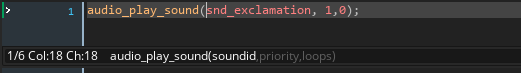 1 audio_play_sound(snd_exclamation, 1,0);
1/6 Col:18 Ch:18 audio_play_sound(soundid,priority,loops)